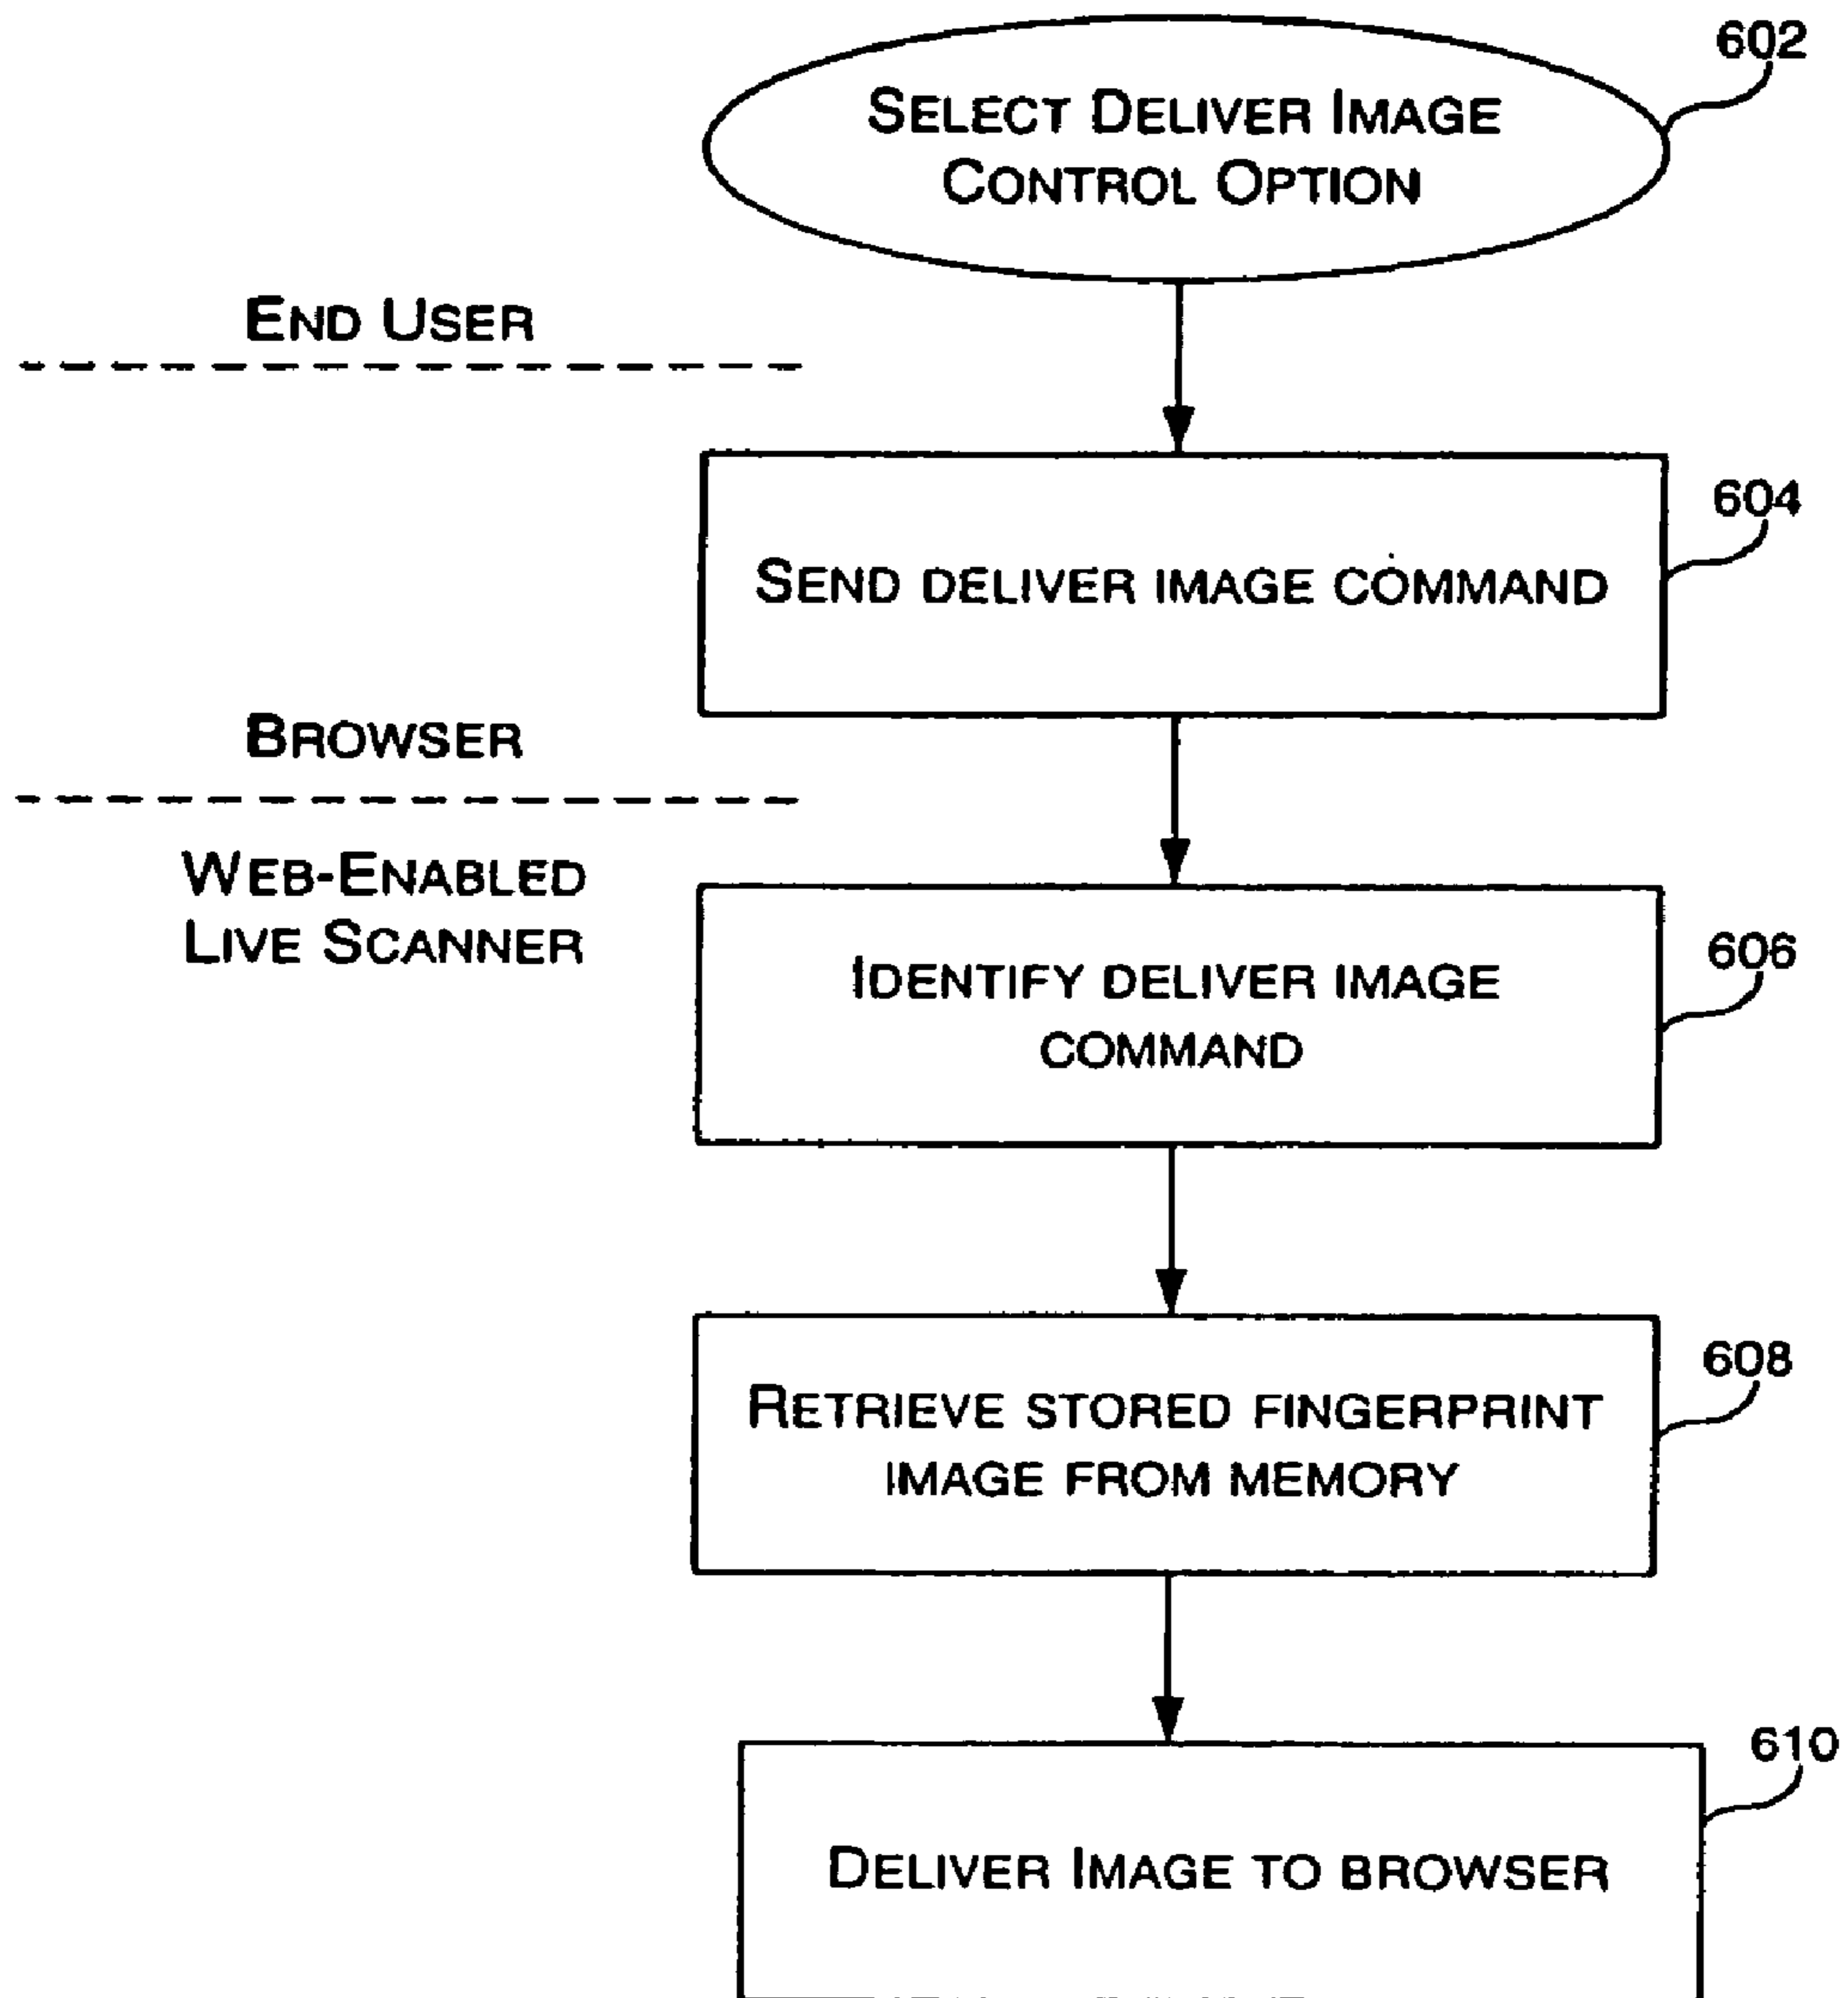 602
SELECT DELIVER IMAGE
CONTROL OPTION
END USER
604
SEND DELIVER IMAGE COMMAND
BROWSER
WEB-ENABLED
LIVE SCANNER
606
IDENTIFY DELIVER IMAGE
COMMAND
608
RETRIEVE STORED FINGERPRINT
IMAGE FROM MEMORY
610
DELIVER IMAGE TO BROWSER